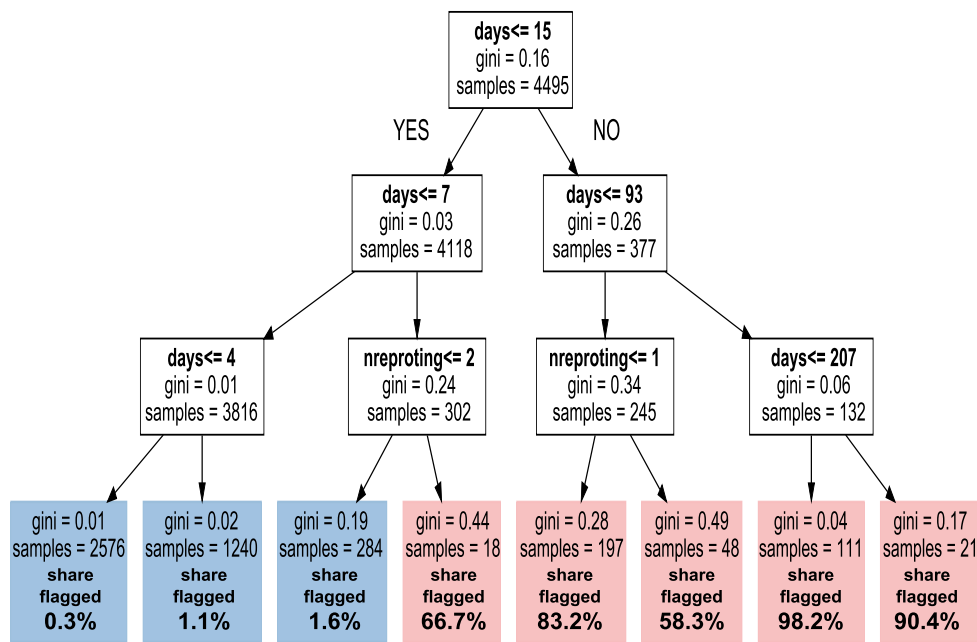 days<= 15
gini = 0.16
samples = 4495
YES
NO
days<= 7
gini = 0.03
samples = 4118
days<= 93
gini = 0.26
samples = 377
days<= 4
gini = 0.01
samples = 3816
nreproting<= 2
gini = 0.24
samples = 302
nreproting<= 1
gini = 0.34
samples = 245
days<= 207
gini = 0.06
samples = 132
gini = 0.01
samples = 2576
share
flagged
0.3%
gini = 0.02
samples = 1240
share
flagged
1.1%
gini = 0.19
samples = 284
share
flagged
1.6%
gini = 0.44
samples = 18
share
flagged
66.7%
gini = 0.28
samples = 197
share
flagged
83.2%
gini = 0.49
samples = 48
share
flagged
58.3%
gini = 0.04
samples = 111
share
flagged
98.2%
gini = 0.17
samples = 21
share
flagged
90.4%